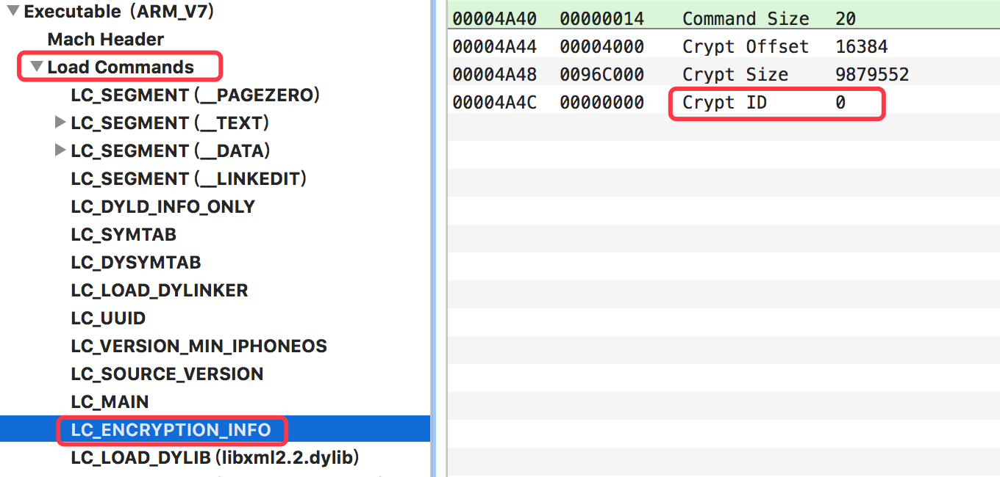 Executable (ARM_V7)
Mach Header
Load Commands
LC_SEGMENT (__PAGEZERO)
LC_SEGMENT (__TEXT)
LC_SEGMENT (__DATA)
LC_SEGMENT (__LINKEDIT)
LC_DYLD_INFO_ONLY
LC_SYMTAB
LC_DYSYMTAB
LC_LOAD_DYLINKER
LC_UUID
LC_VERSION_MIN_IPHONEOS
LC_SOURCE_VERSION
LC_MAIN
LC_ENCRYPTION_INFO
LC_LOAD_DYLIB (libxml2.2.dylib)
00004A40 00000014 Command Size 20
00004A44 00004000 Crypt Offset 16384
00004A48 0096C000 Crypt Size 9879552
00004A4C 00000000 Crypt ID 0